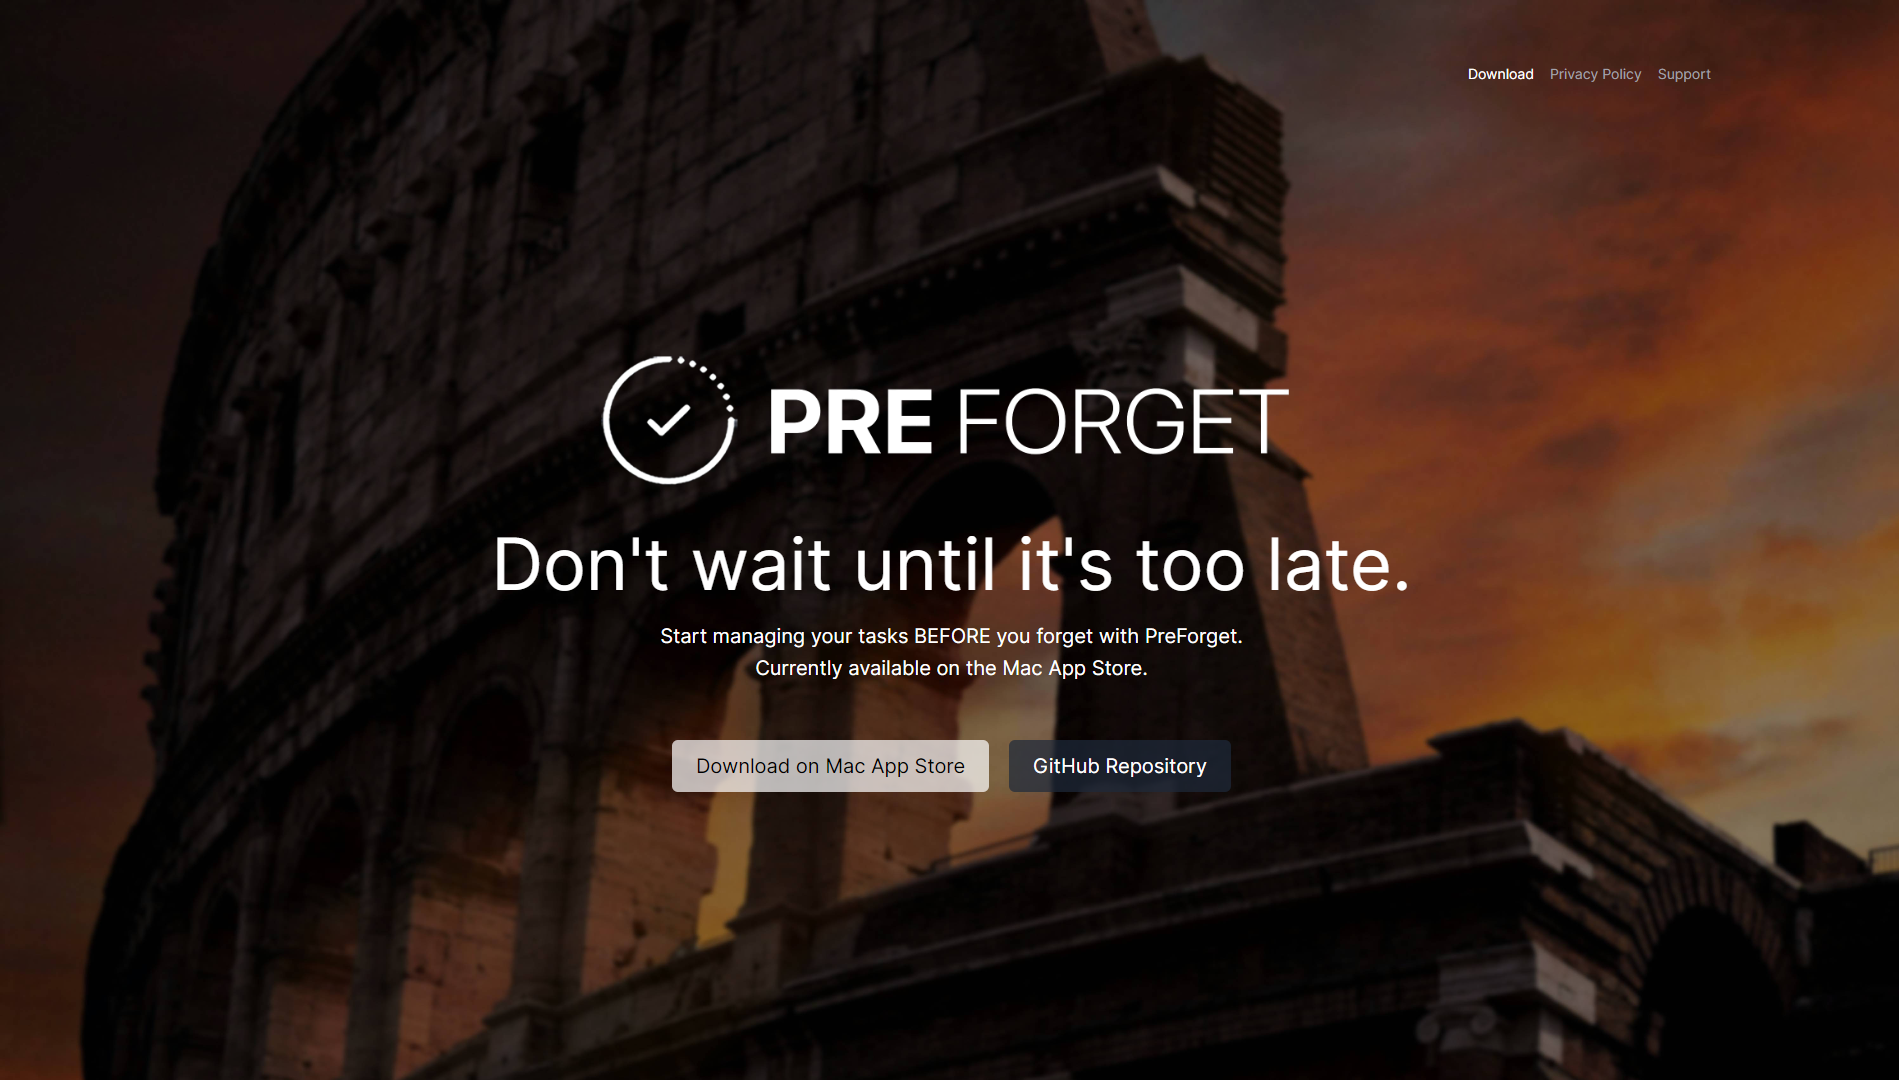 Download Privacy Policy Support
PRE FORGET
Don't wait until it's too late.
Start managing your tasks BEFORE you forget with PreForget.
Currently available on the Mac App Store.
Download on Mac App Store GitHub Repository